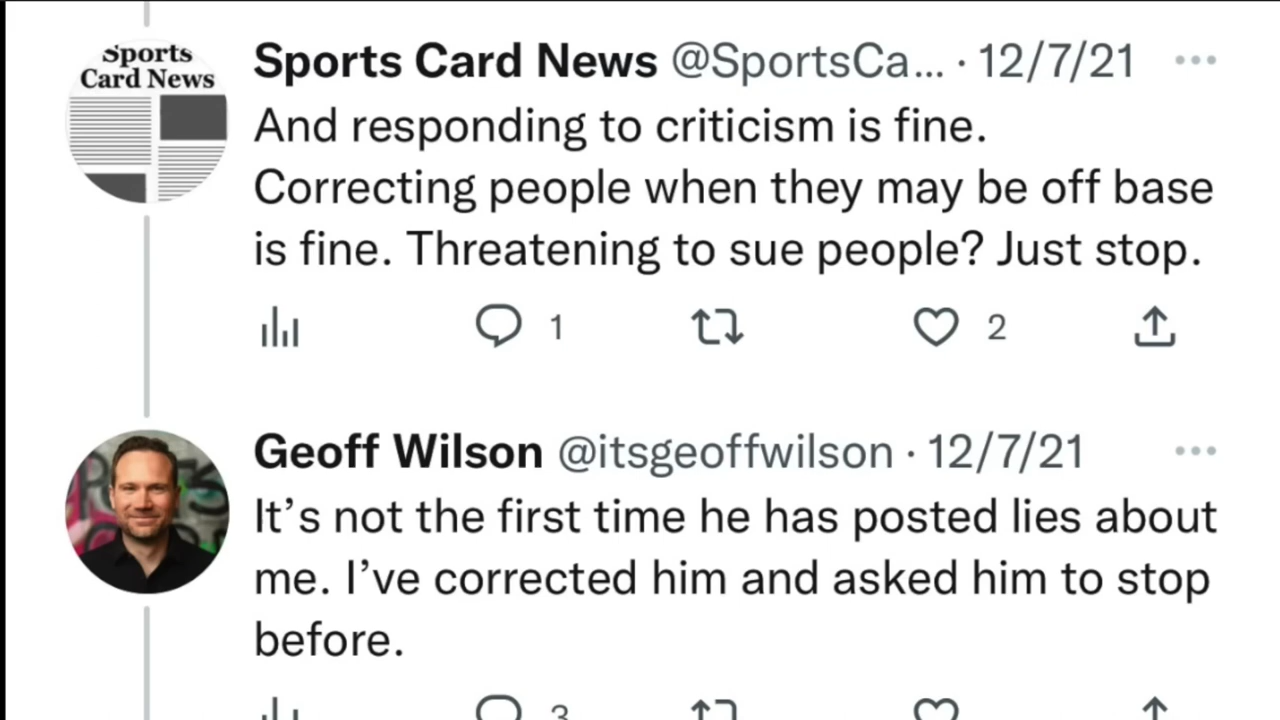 Sports
Card News
Sports Card News @SportsCa... · 12/7/21
And responding to criticism is fine.
Correcting people when they may be off base
is fine. Threatening to sue people? Just stop.
1
2
Geoff Wilson @itsgeoffwilson · 12/7/21
It’s not the first time he has posted lies about
me. I’ve corrected him and asked him to stop
before.
3